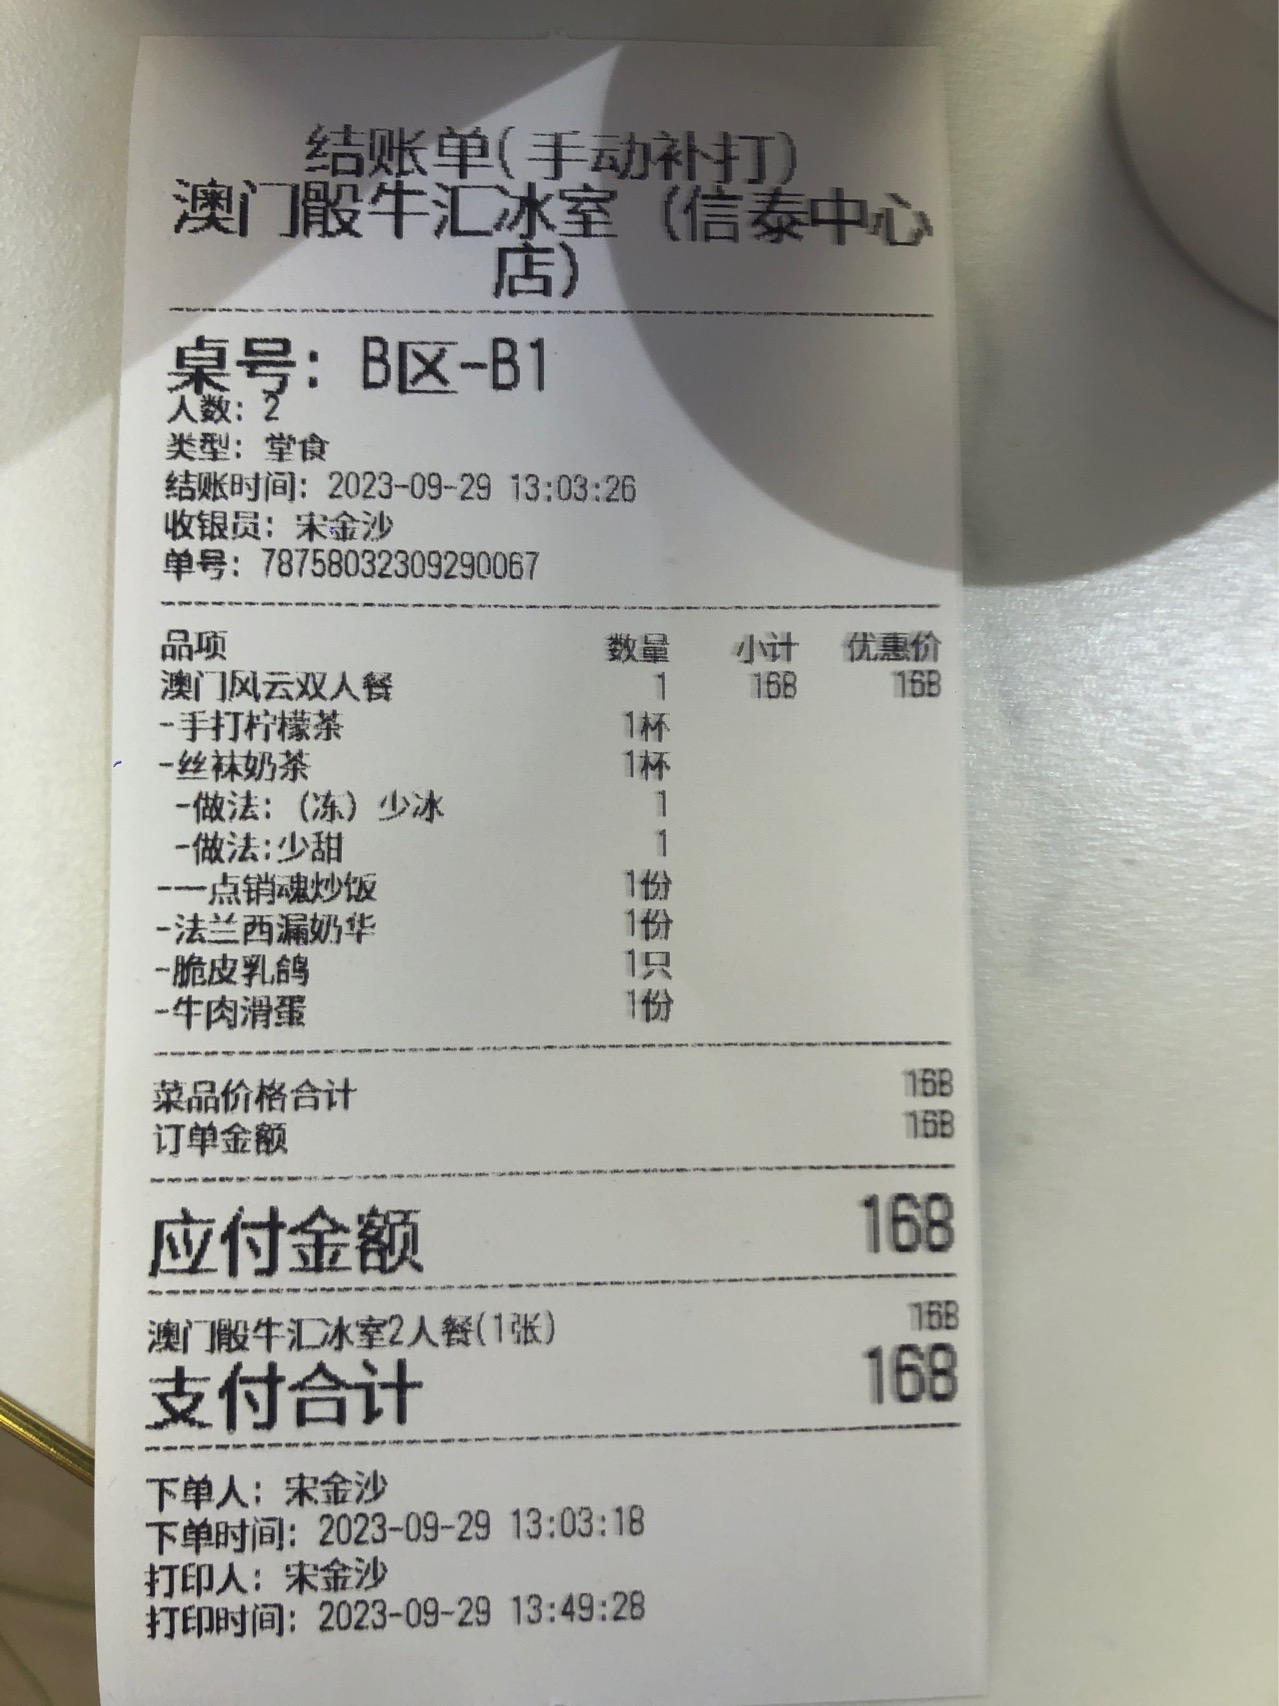 结账单(手动补打)
澳门骰牛汇冰室（信泰中心
店）
桌号：B区-B1
人数：2
类型：堂食
结账时间：2023-09-29 13:03:26
收银员：宋金沙
单号：78758032309290067
品项 数量 小计 优惠价
澳门风云双人餐 1 168 168
-手打柠檬茶 1杯
-丝袜奶茶 1杯
-做法：（冻）少冰 1
-做法:少甜 1
-一点销魂炒饭 1份
-法兰西漏奶华 1份
-脆皮乳鸽 1只
-牛肉滑蛋 1份
菜品价格合计 168
订单金额 168
应付金额 168
澳门骰牛汇冰室2人餐(1张) 168
支付合计 168
下单人：宋金沙
下单时间：2023-09-29 13:03:18
打印人：宋金沙
打印时间：2023-09-29 13:49:28